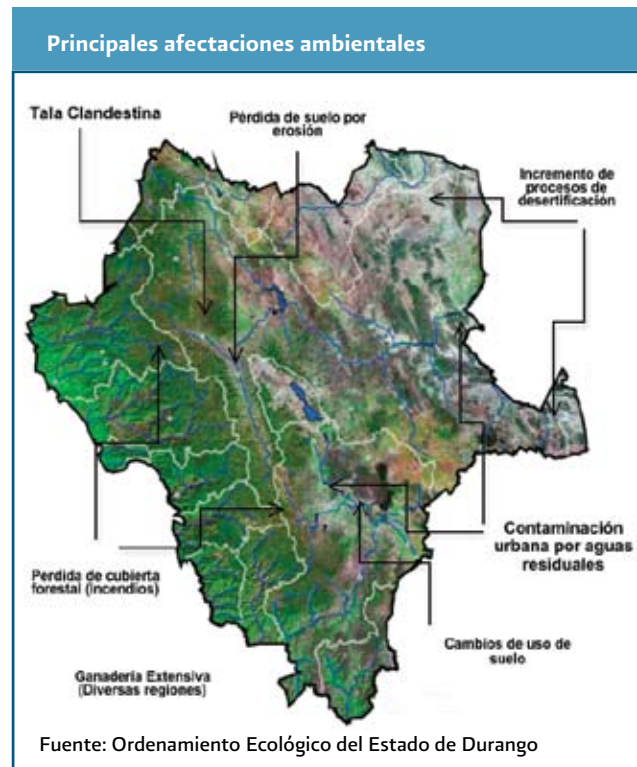 Principales afectaciones ambientales
Tala Clandestina
Pérdida de suelo por
erosión
Incremento de
procesos de
desertificación
Contaminación
urbana por aguas
residuales
Perdida de cubierta
forestal (Incendios)
Cambios de uso de
suelo
Ganadería Extensiva
(Diversas regiones)
Fuente: Ordenamiento Ecológico del Estado de Durango